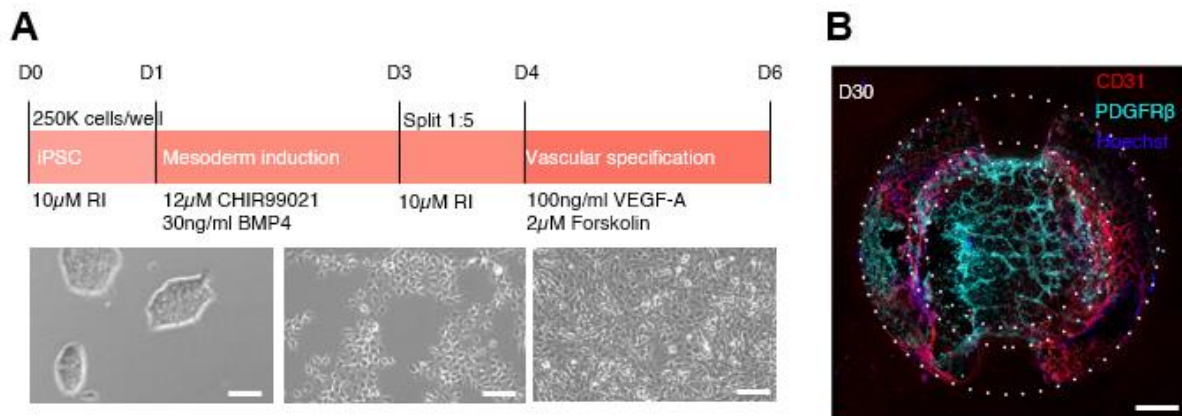 A
D0 D1 D3 D4 D6
250K cells/well Split 1:5
iPSC Mesoderm induction Vascular specification
10µM RI 12µM CHIR99021 10µM RI 100ng/ml VEGF-A
30ng/ml BMP4 2µM Forskolin
B
D30 CD31
PDGFRβ
Hoechst